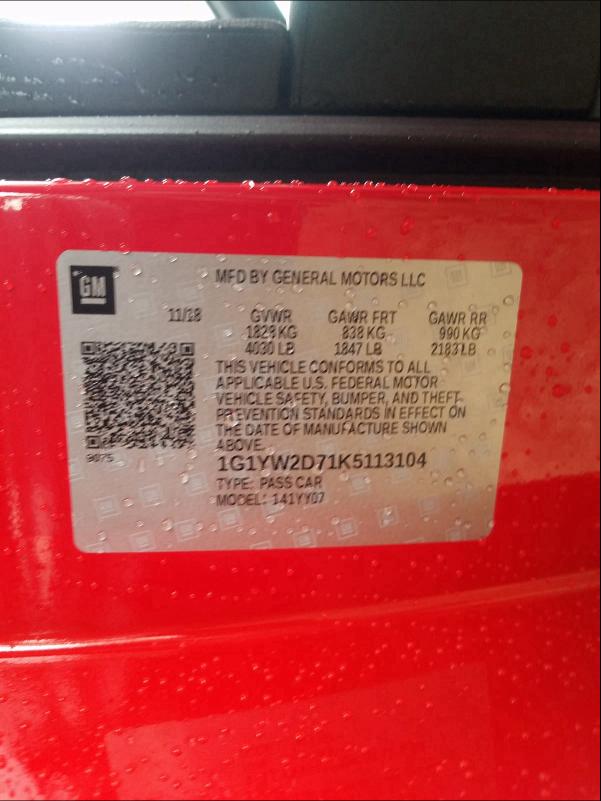 GM
MFD BY GENERAL MOTORS LLC
11/18 GVWR GAWR FRT GAWR RR
1828 KG 838 KG 990 KG
4030 LB 1847 LB 2183 LB
THIS VEHICLE CONFORMS TO ALL
APPLICABLE U.S. FEDERAL MOTOR
VEHICLE SAFETY, BUMPER, AND THEFT
PREVENTION STANDARDS IN EFFECT ON
THE DATE OF MANUFACTURE SHOWN
ABOVE.
9075
1G1YW2D71K5113104
TYPE: PASS CAR
MODEL: 141YY07